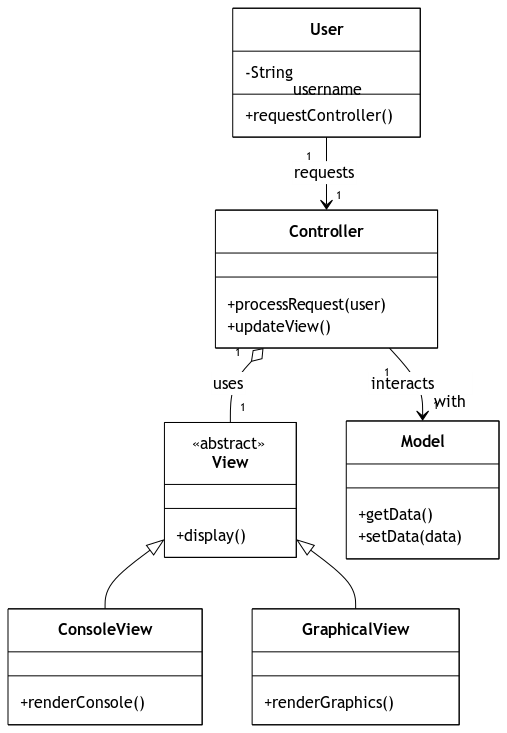 User
-String
username
+requestController()
1
requests
1
Controller
+processRequest(user)
+updateView()
1
uses
1
1
interacts
with
1
«abstract»
View
+display()
Model
+getData()
+setData(data)
ConsoleView
+renderConsole()
GraphicalView
+renderGraphics()